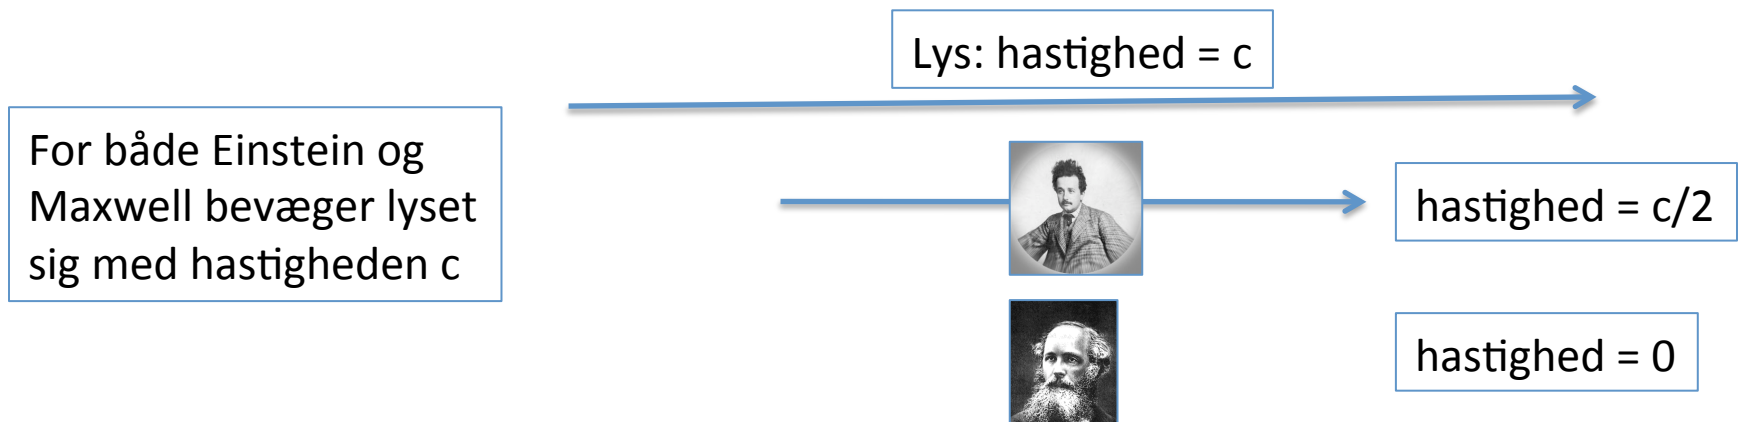 Lys: hastighed = c
For både Einstein og
Maxwell bevæger lyset
sig med hastigheden c
hastighed = c/2
hastighed = 0